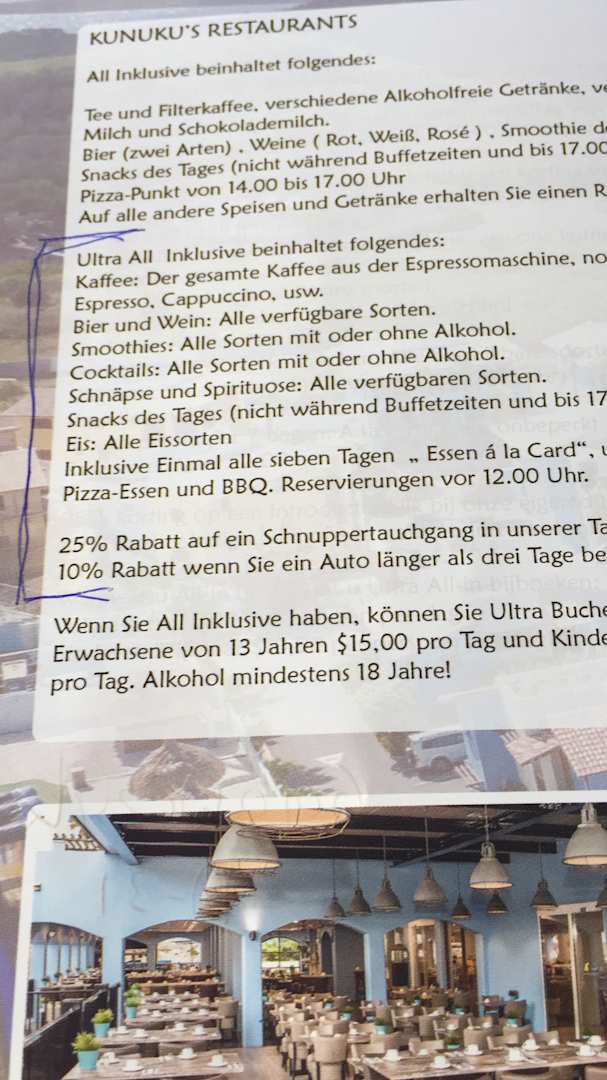 KUNUKU'S RESTAURANTS
All Inklusive beinhaltet folgendes:
Tee und Filterkaffee, verschiedene Alkoholfreie Getränke,
Milch und Schokolademilch.
Bier (zwei Arten) , Weine ( Rot, Weiß, Rosé ) , Smoothie
Snacks des Tages (nicht während Buffetzeiten und bis 17.00
Pizza-Punkt von 14.00 bis 17.00 Uhr
Auf alle andere Speisen und Getränke erhalten Sie einen
Ultra All Inklusive beinhaltet folgendes:
Kaffee: Der gesamte Kaffee aus der Espressomaschine,
Espresso, Cappuccino, usw.
Bier und Wein: Alle verfügbare Sorten.
Smoothies: Alle Sorten mit oder ohne Alkohol.
Cocktails: Alle Sorten mit oder ohne Alkohol.
Schnäpse und Spirituose: Alle verfügbaren Sorten.
Snacks des Tages (nicht während Buffetzeiten und bis 17
Eis: Alle Eissorten
Inklusive Einmal alle sieben Tagen „ Essen á la Card“,
Pizza-Essen und BBQ. Reservierungen vor 12.00 Uhr.
25% Rabatt auf ein Schnuppertauchgang in unserer
10% Rabatt wenn Sie ein Auto länger als drei Tage
Wenn Sie All Inklusive haben, können Sie Ultra
Erwachsene von 13 Jahren $15,00 pro Tag und
pro Tag. Alkohol mindestens 18 Jahre!